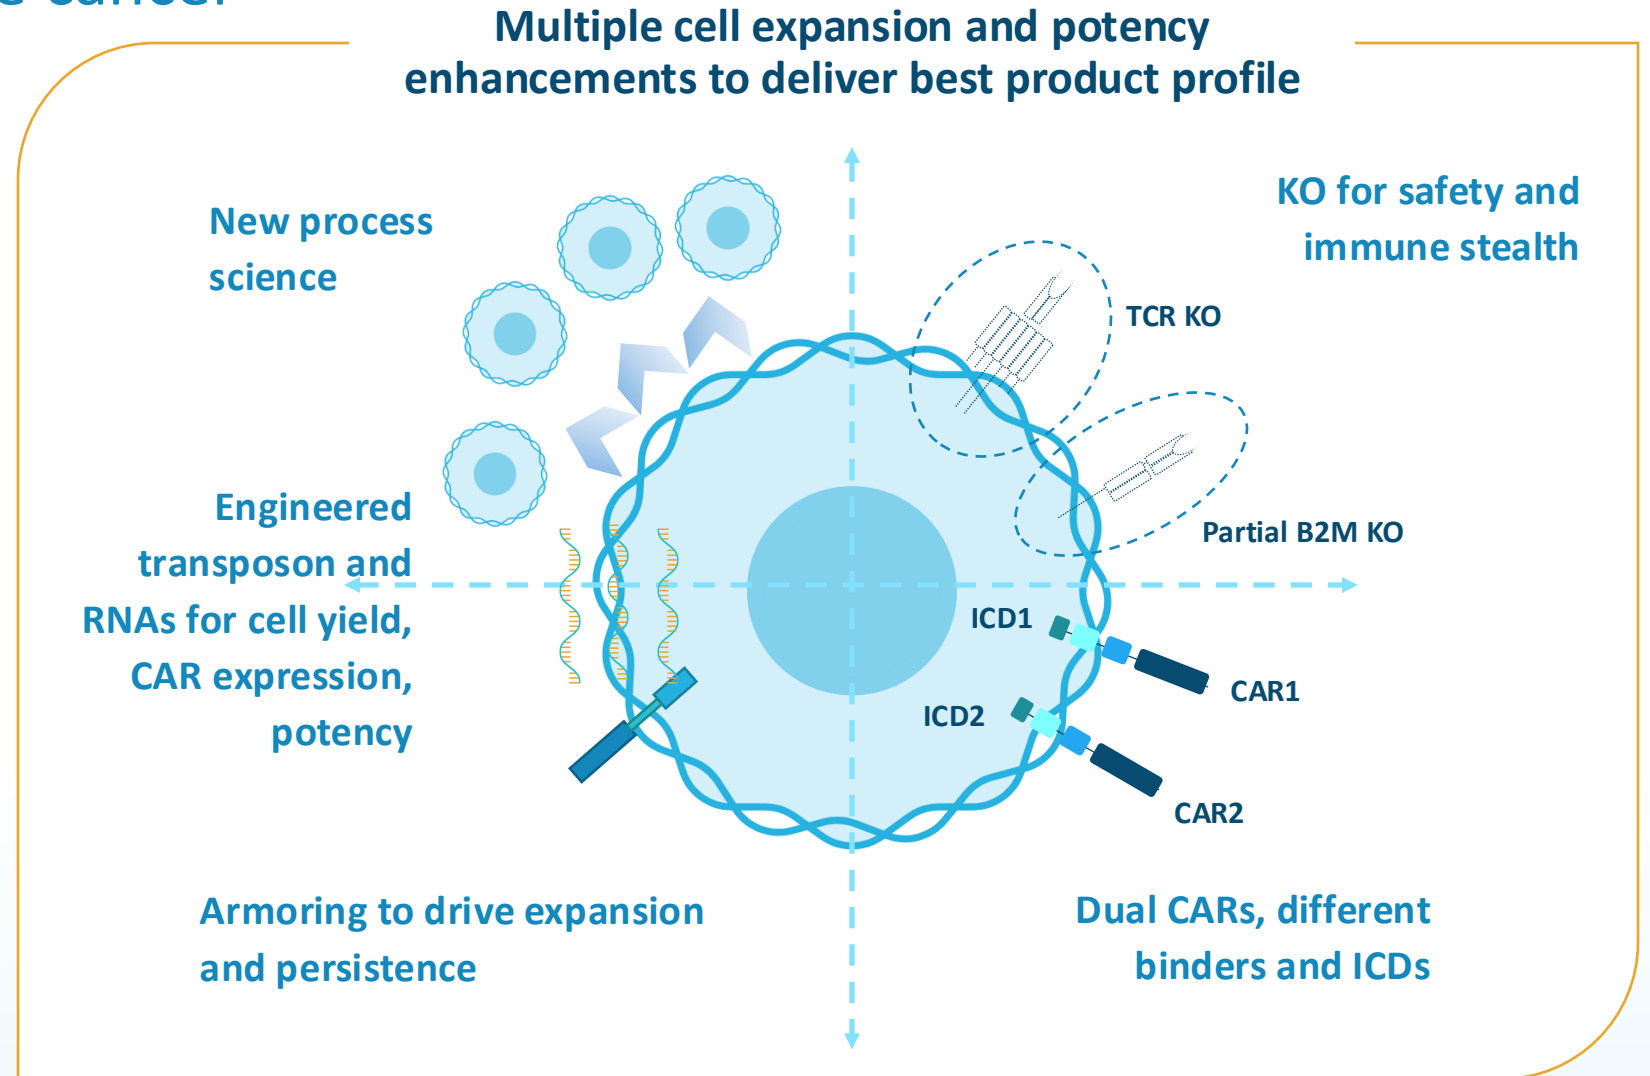 cancer
Multiple cell expansion and potency
enhancements to deliver best product profile
New process
science
KO for safety and
immune stealth
TCR KO
Partial B2M KO
Engineered
transposon and
RNAs for cell yield,
CAR expression,
potency
ICD1
CAR1
ICD2
CAR2
Armoring to drive expansion
and persistence
Dual CARs, different
binders and ICDs